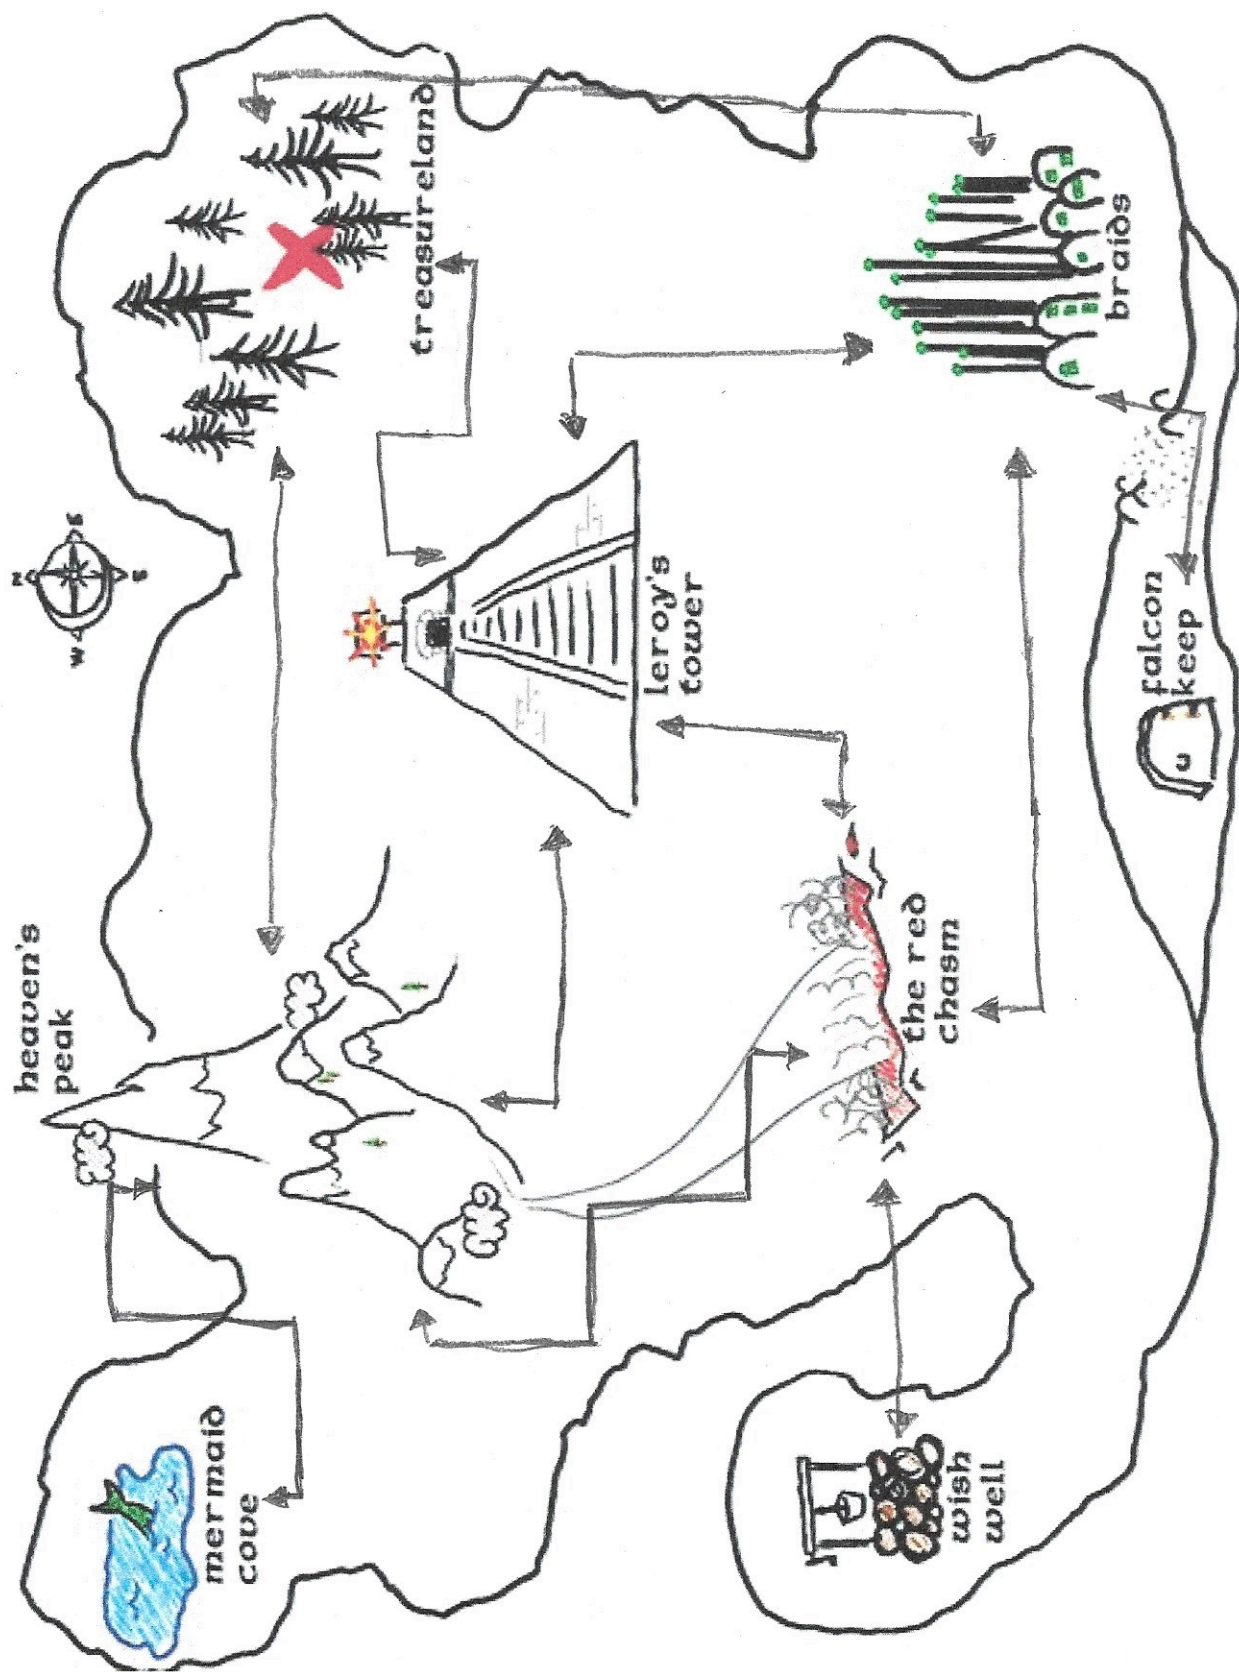 heaven's
peak
N
W
E
S
mermaid
cove
treasureland
leroy's
tower
the red
chasm
wish
well
braids
falcon
keep